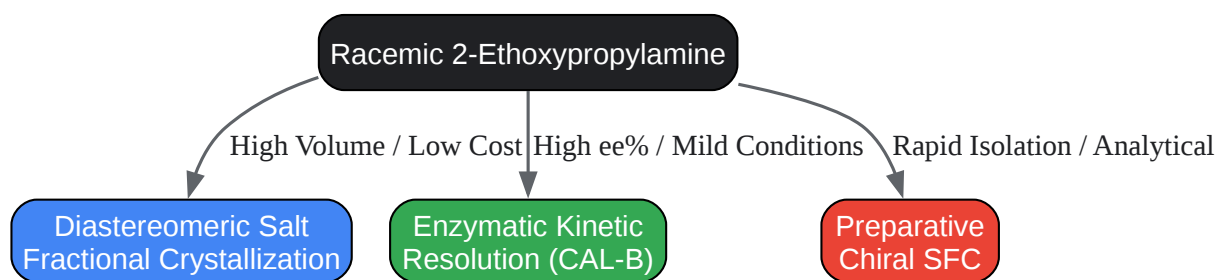 Racemic 2-Ethoxypropylamine
High Volume / Low Cost
High ee% / Mild Conditions
Rapid Isolation / Analytical
Diastereomeric Salt
Fractional Crystallization
Enzymatic Kinetic
Resolution (CAL-B)
Preparative
Chiral SFC